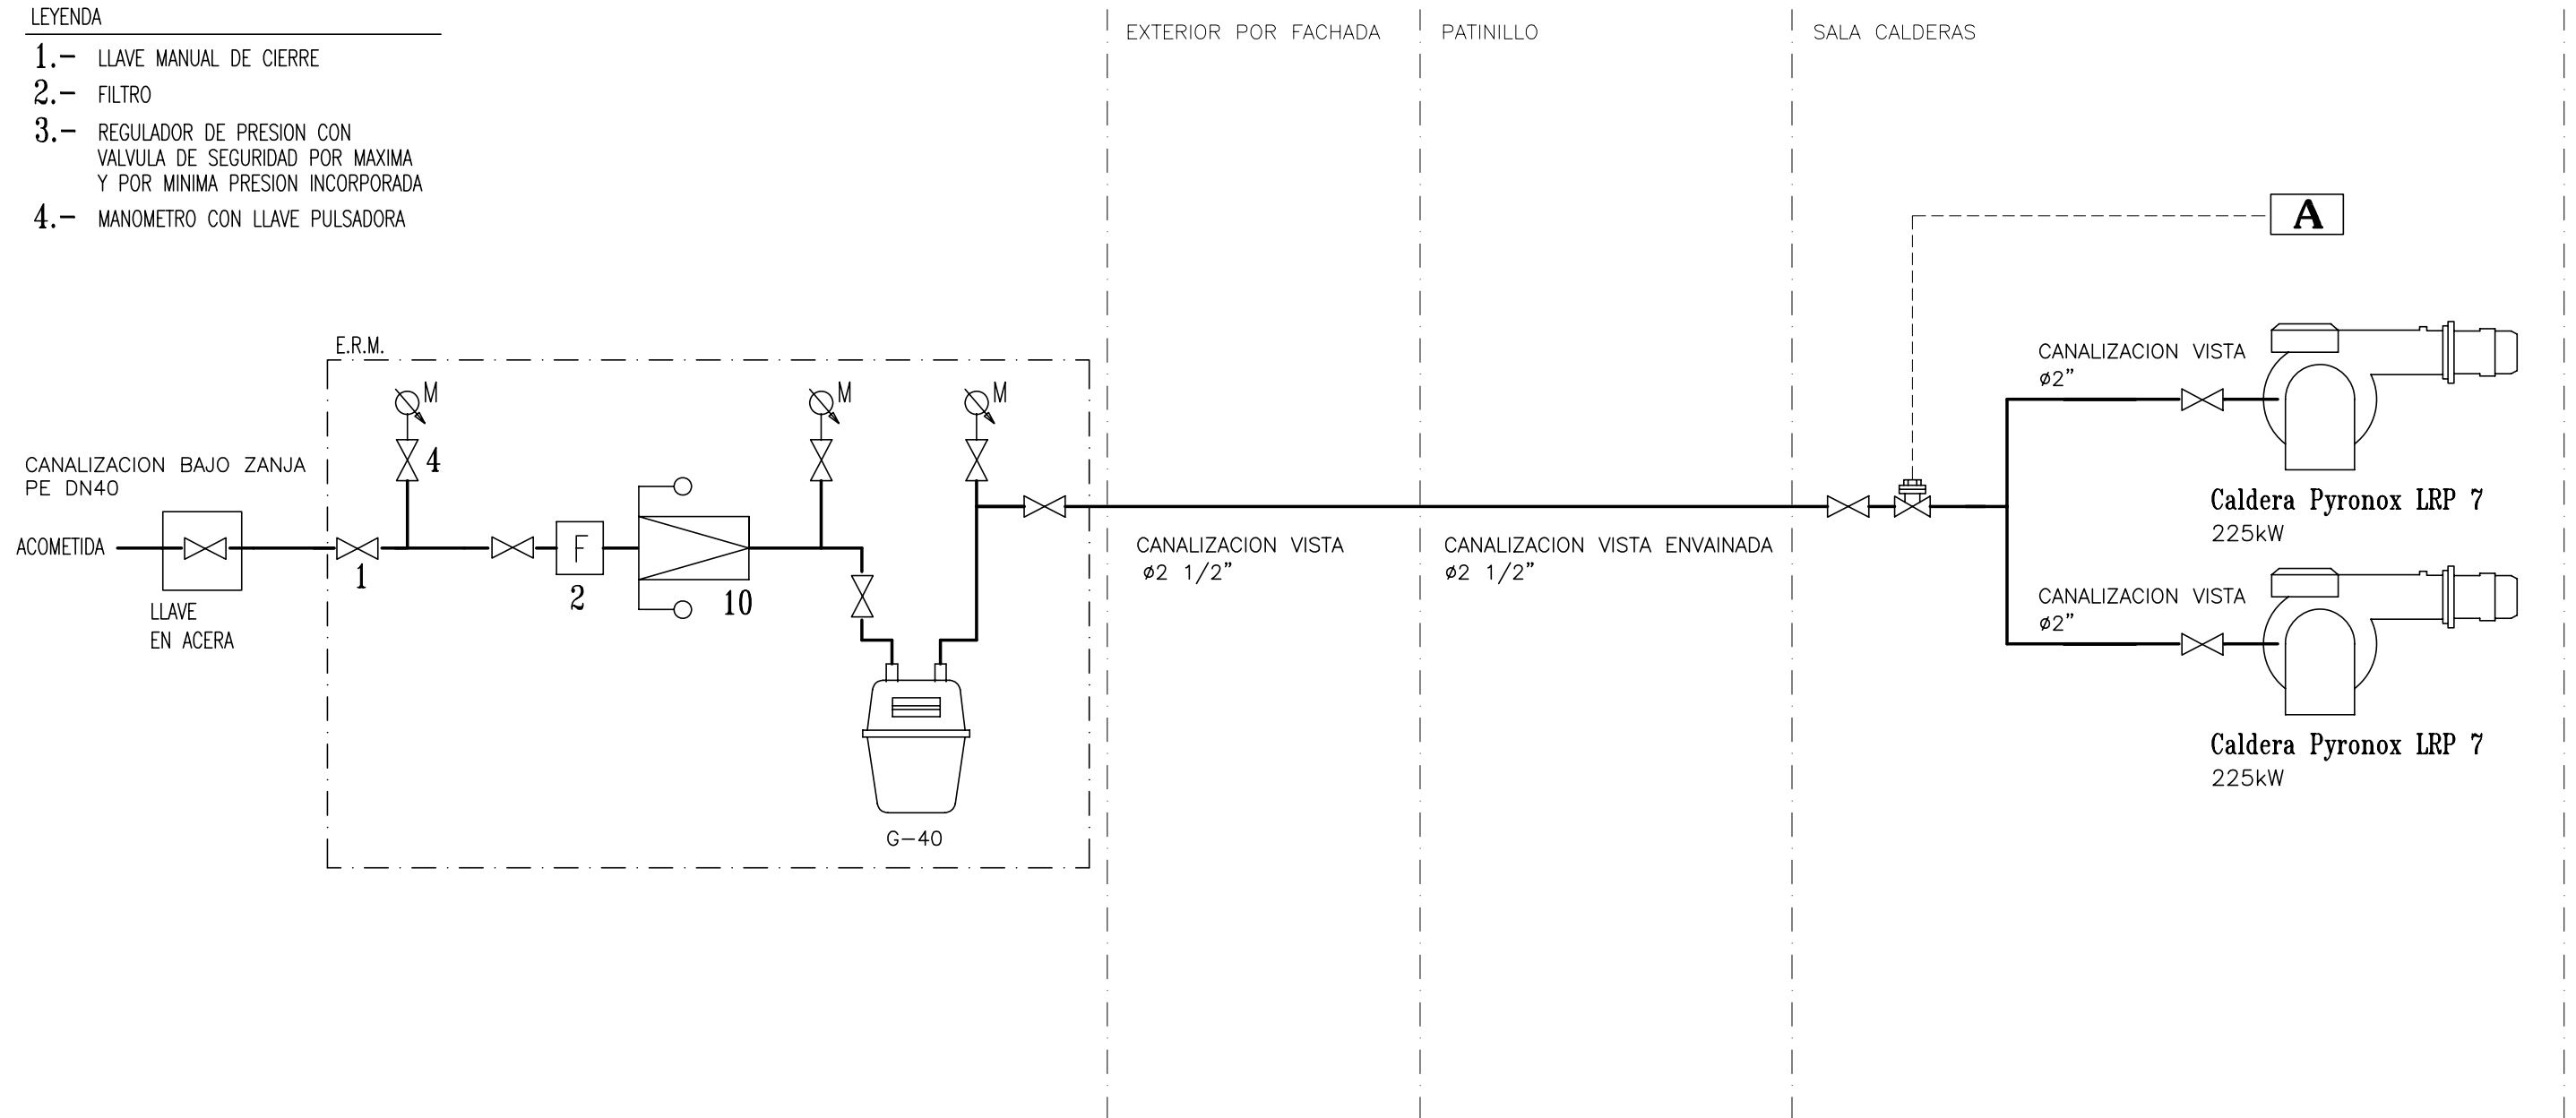 LEYENDA
1.- LLAVE MANUAL DE CIERRE
2.- FILTRO
3.- REGULADOR DE PRESION CON
VALVULA DE SEGURIDAD POR MAXIMA
Y POR MINIMA PRESION INCORPORADA
4.- MANOMETRO CON LLAVE PULSADORA
EXTERIOR POR FACHADA
PATINILLO
SALA CALDERAS
A
E.R.M.
M
M
M
4
CANALIZACION BAJO ZANJA
PE DN40
ACOMETIDA
LLAVE
EN ACERA
1
F
2
10
G-40
CANALIZACION VISTA
ø2 1/2"
CANALIZACION VISTA ENVAINADA
ø2 1/2"
CANALIZACION VISTA
ø2"
Caldera Pyronox LRP 7
225kW
CANALIZACION VISTA
ø2"
Caldera Pyronox LRP 7
225kW